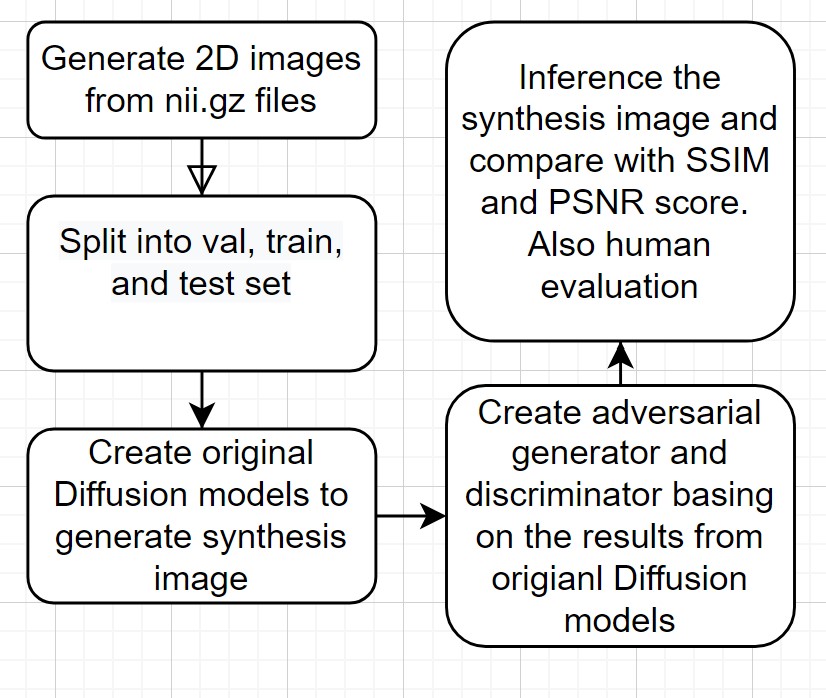 Generate 2D images
from nii.gz files
Split into val, train,
and test set
Create original
Diffusion models to
generate synthesis
image
Create adversarial
generator and
discriminator basing
on the results from
origianl Diffusion
models
Inference the
synthesis image and
compare with SSIM
and PSNR score.
Also human
evaluation